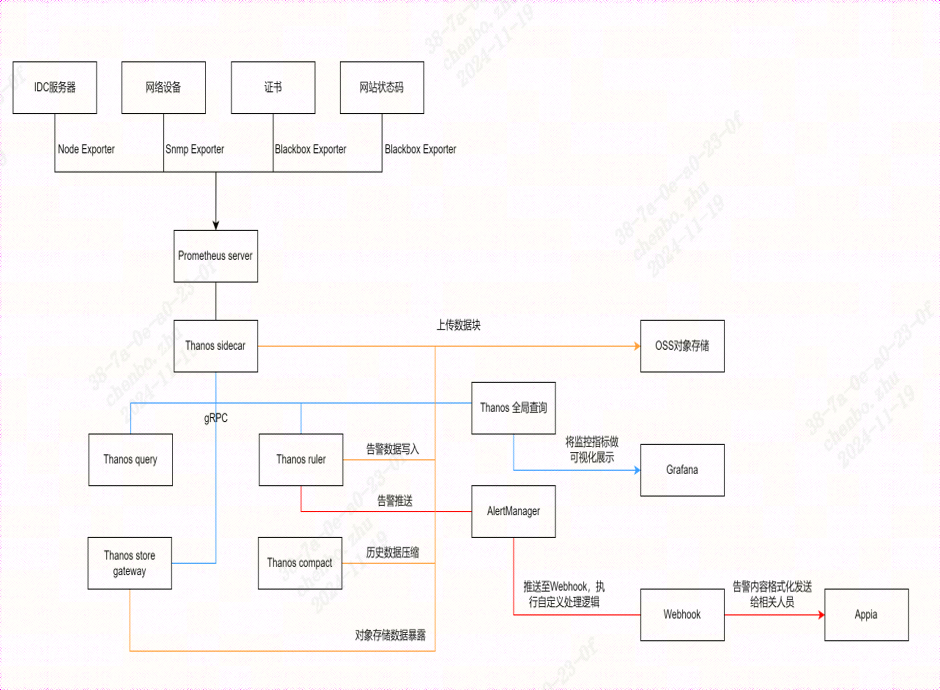 IDC服务器
网络设备
证书
网站状态码
Node Exporter
Snmp Exporter
Blackbox Exporter
Blackbox Exporter
Prometheus server
Thanos sidecar
上传数据块
OSS对象存储
gRPC
Thanos 全局查询
Thanos query
Thanos ruler
告警数据写入
将监控指标做
可视化展示
Grafana
告警推送
AlertManager
Thanos store
gateway
Thanos compact
历史数据压缩
推送至Webhook，执
行自定义处理逻辑
Webhook
告警内容格式化发送
给相关人员
Appia
对象存储数据暴露
38-7a-0e-a0-23-0f
chenbo.zhu
2024-11-19
38-7a-0e-a0-23-0f
chenbo.zhu
2024-11-19
38-7a-0e-a0-23-0f
chenbo.zhu
2024-11-19
38-7a-0e-a0-23-0f
chenbo.zhu
2024-11-19
38-7a-0e-a0-23-0f
chenbo.zhu
2024-11-19